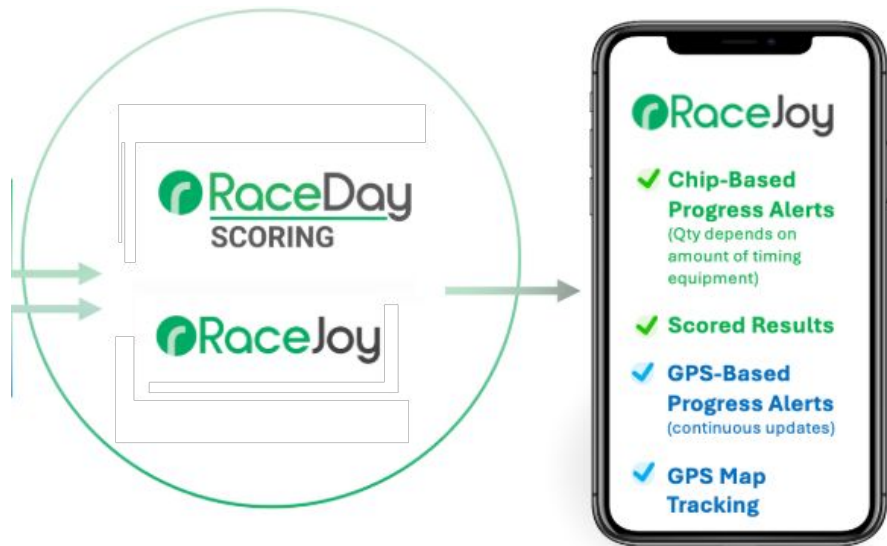 RaceDay
SCORING
RaceJoy
RaceJoy
Chip-Based
Progress Alerts
(Qty depends on
amount of timing
equipment)
Scored Results
GPS-Based
Progress Alerts
(continuous updates)
GPS Map
Tracking